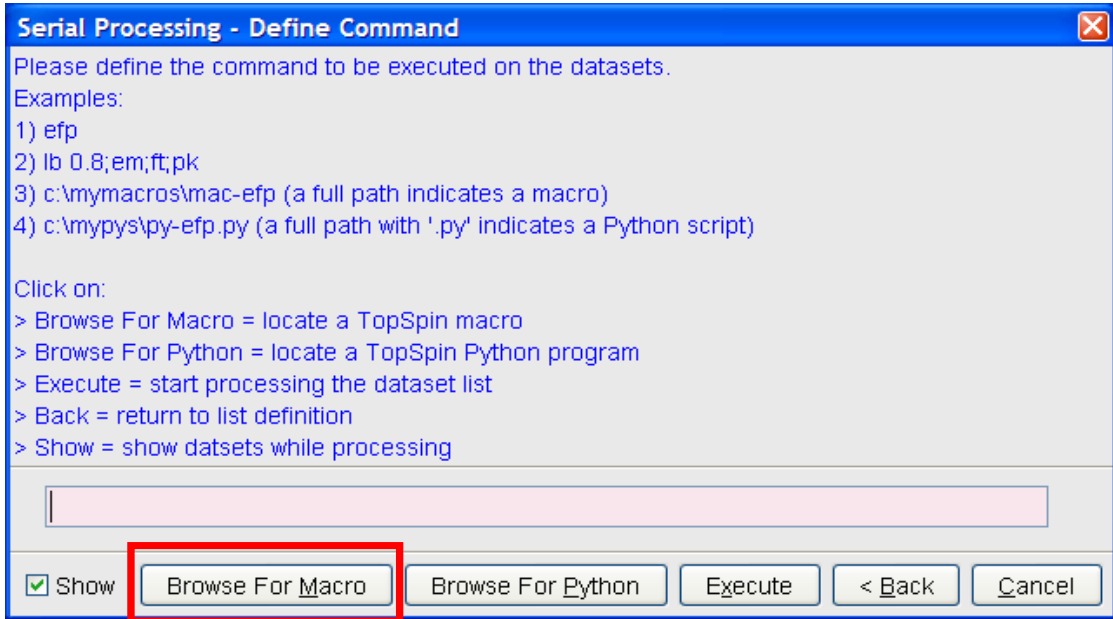 Serial Processing - Define Command
Please define the command to be executed on the datasets.
Examples:
1) efp
2) lb 0.8;em;ft;pk
3) c:\mymacros\mac-efp (a full path indicates a macro)
4) c:\mypys\py-efp.py (a full path with '.py' indicates a Python script)
Click on:
> Browse For Macro = locate a TopSpin macro
> Browse For Python = locate a TopSpin Python program
> Execute = start processing the dataset list
> Back = return to list definition
> Show = show datsets while processing
Show Browse For Macro Browse For Python Execute < Back Cancel